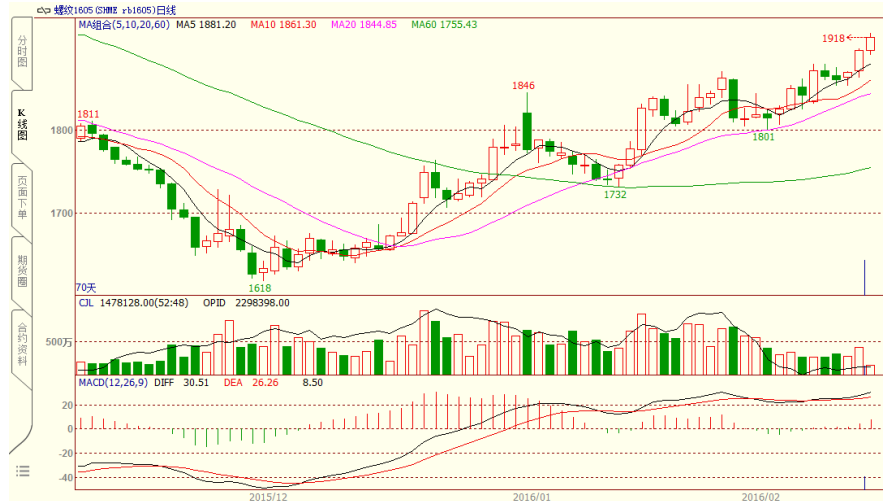 螺纹1605(SHME rb1605)日线
MA组合(5,10,20,60) MA5 1881.20 MA10 1861.30 MA20 1844.85 MA60 1755.43
分时图
K线图
页面下单
期货圈
合约资料
1918
1846
1811
1800
1801
1732
1700
1618
70天
CJL 1478128.00(52:48) OPID 2298398.00
500万
MACD(12,26,9) DIFF 30.51 DEA 26.26 8.50
20
0
-20
-40
2015/12 2016/01 2016/02